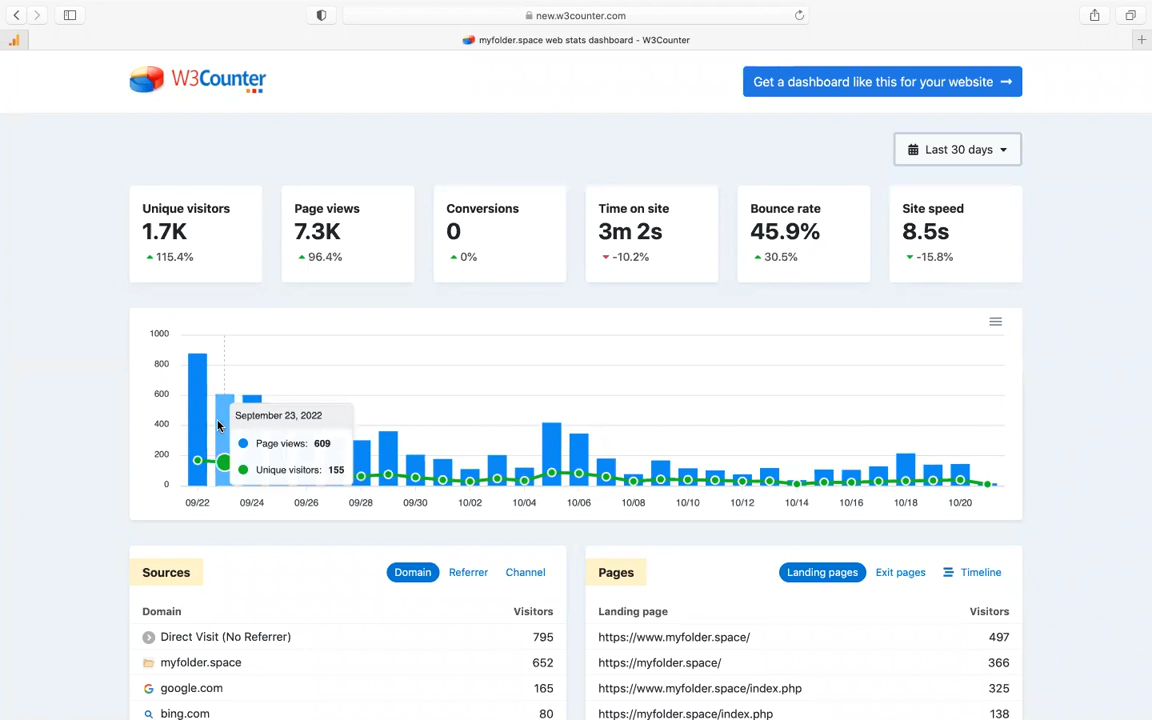 new.w3counter.com
myfolder.space web stats dashboard - W3Counter
W3Counter
Get a dashboard like this for your website →
Last 30 days
Unique visitors
1.7K
115.4%
Page views
7.3K
96.4%
Conversions
0
0%
Time on site
3m 2s
-10.2%
Bounce rate
45.9%
30.5%
Site speed
8.5s
-15.8%
1000
800
600
400
200
0
September 23, 2022
Page views: 609
Unique visitors: 155
09/22 09/24 09/26 09/28 09/30 10/02 10/04 10/06 10/08 10/10 10/12 10/14 10/16 10/18 10/20
Sources
Domain Referrer Channel
Domain Visitors
Direct Visit (No Referrer) 795
myfolder.space 652
google.com 165
bing.com 80
Pages
Landing pages Exit pages Timeline
Landing page Visitors
https://www.myfolder.space/ 497
https://myfolder.space/ 366
https://www.myfolder.space/index.php 325
https://myfolder.space/index.php 138